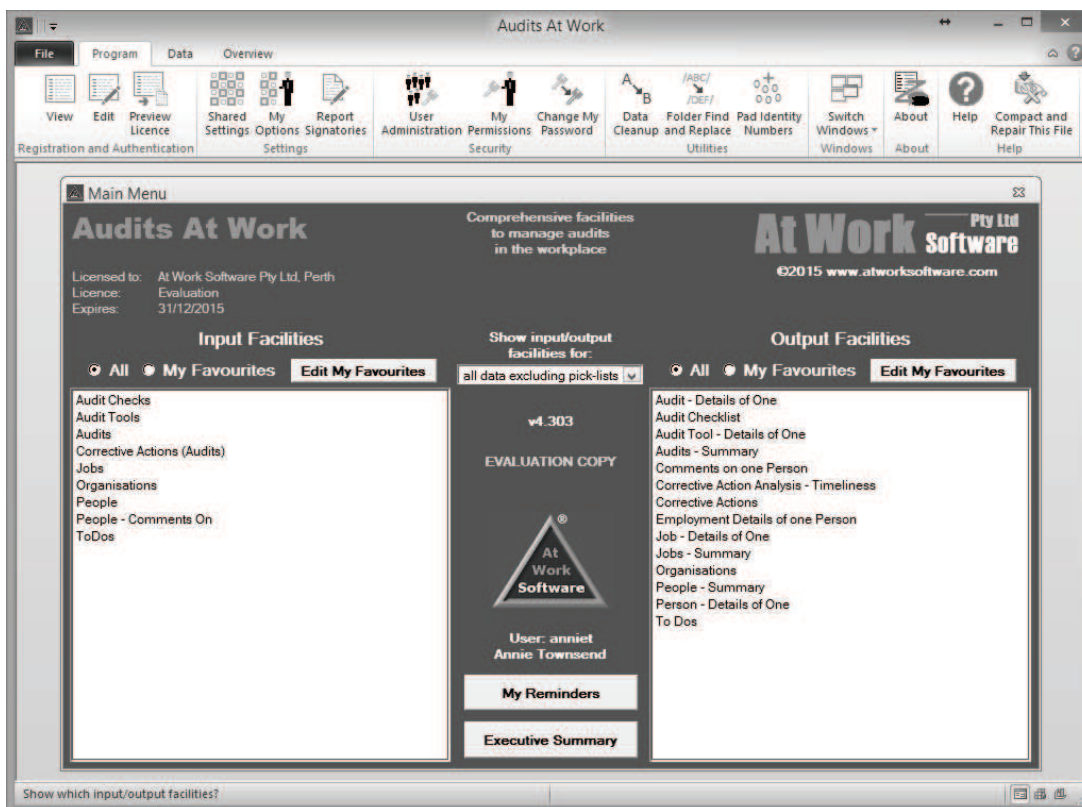 Audits At Work
File Program Data Overview
View Edit Preview Licence
Shared Settings My Options Report Signatories
User Administration My Permissions Change My Password
Data Cleanup Folder Find and Replace Pad Identity Numbers
Switch Windows
About
Help Compact and Repair This File
A B /ABC/ /DEF/
Registration and Authentication Settings Security Utilities Windows About Help
Main Menu
Audits At Work
Comprehensive facilities
to manage audits
in the workplace
At Work Pty Ltd
Software
©2015 www.atworksoftware.com
Licensed to: At Work Software Pty Ltd, Perth
Licence: Evaluation
Expires: 31/12/2015
Input Facilities
All My Favourites Edit My Favourites
Audit Checks
Audit Tools
Audits
Corrective Actions (Audits)
Jobs
Organisations
People
People - Comments On
ToDos
Show input/output
facilities for:
all data excluding pick-lists
v4.303
EVALUATION COPY
®
At
Work
Software
User: anniet
Annie Townsend
My Reminders
Executive Summary
Output Facilities
All My Favourites Edit My Favourites
Audit - Details of One
Audit Checklist
Audit Tool - Details of One
Audits - Summary
Comments on one Person
Corrective Action Analysis - Timeliness
Corrective Actions
Employment Details of one Person
Job - Details of One
Jobs - Summary
Organisations
People - Summary
Person - Details of One
To Dos
Show which input/output facilities?